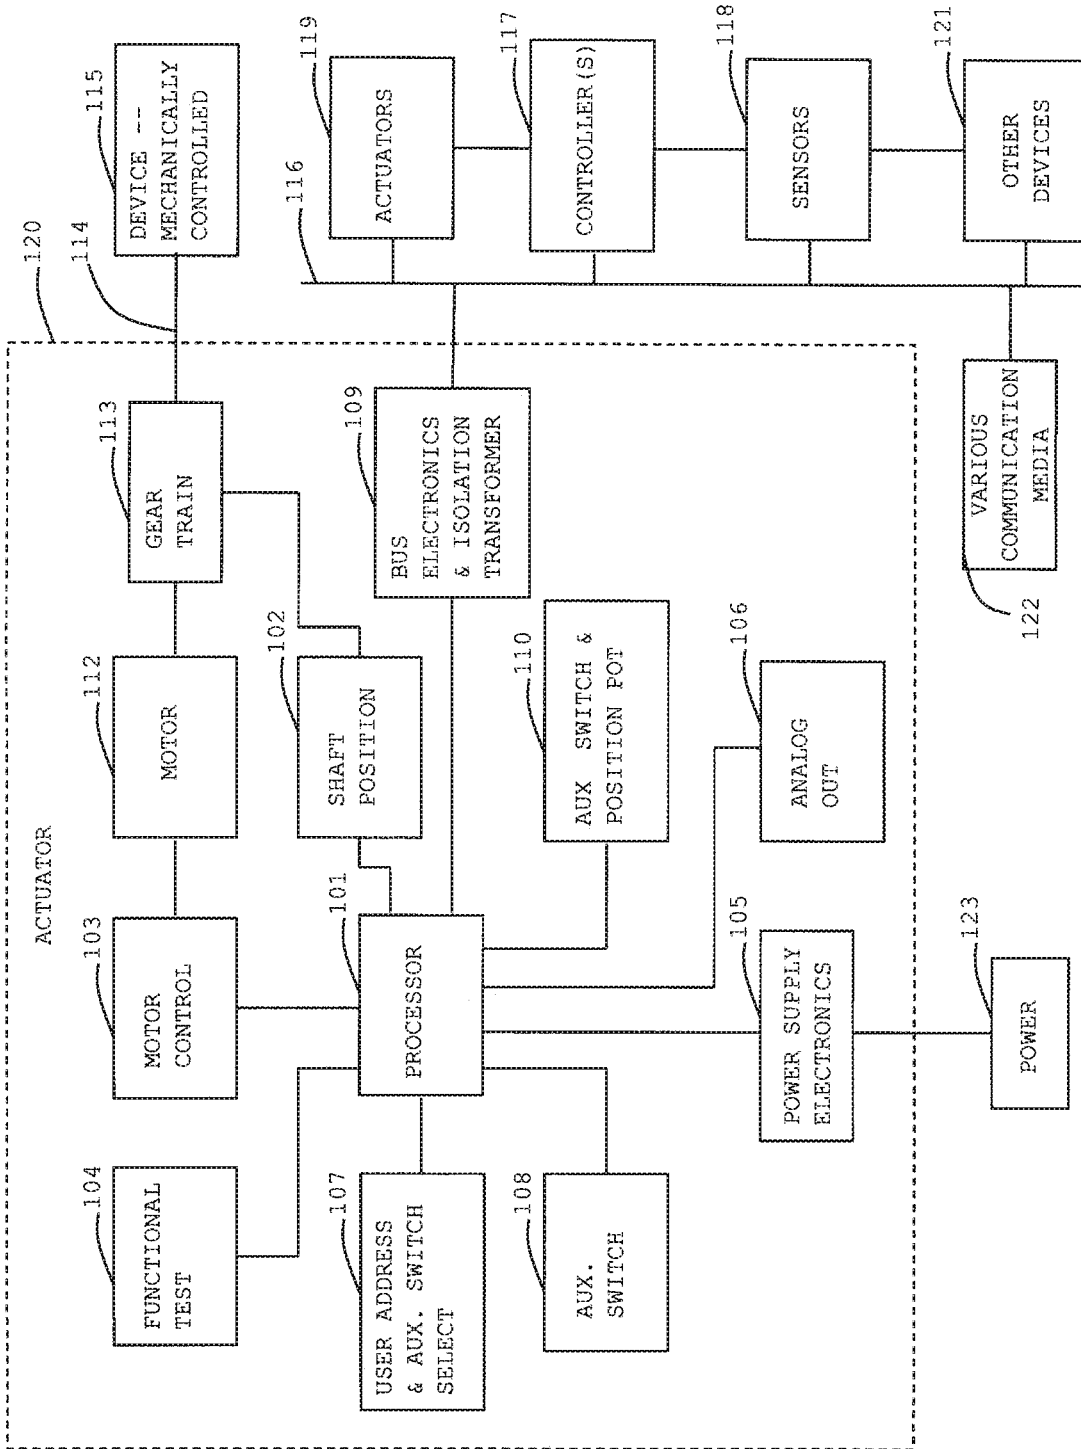 ACTUATOR
120
104
FUNCTIONAL
TEST
103
MOTOR
CONTROL
112
MOTOR
113
GEAR
TRAIN
114
115
DEVICE --
MECHANICALLY
CONTROLLED
107
USER ADDRESS
& AUX. SWITCH
SELECT
101
PROCESSOR
102
SHAFT
POSITION
109
BUS
ELECTRONICS
& ISOLATION
TRANSFORMER
116
119
ACTUATORS
117
CONTROLLER(S)
118
SENSORS
121
OTHER
DEVICES
108
AUX.
SWITCH
110
AUX SWITCH &
POSITION POT
105
POWER SUPPLY
ELECTRONICS
106
ANALOG
OUT
123
POWER
122
VARIOUS
COMMUNICATION
MEDIA